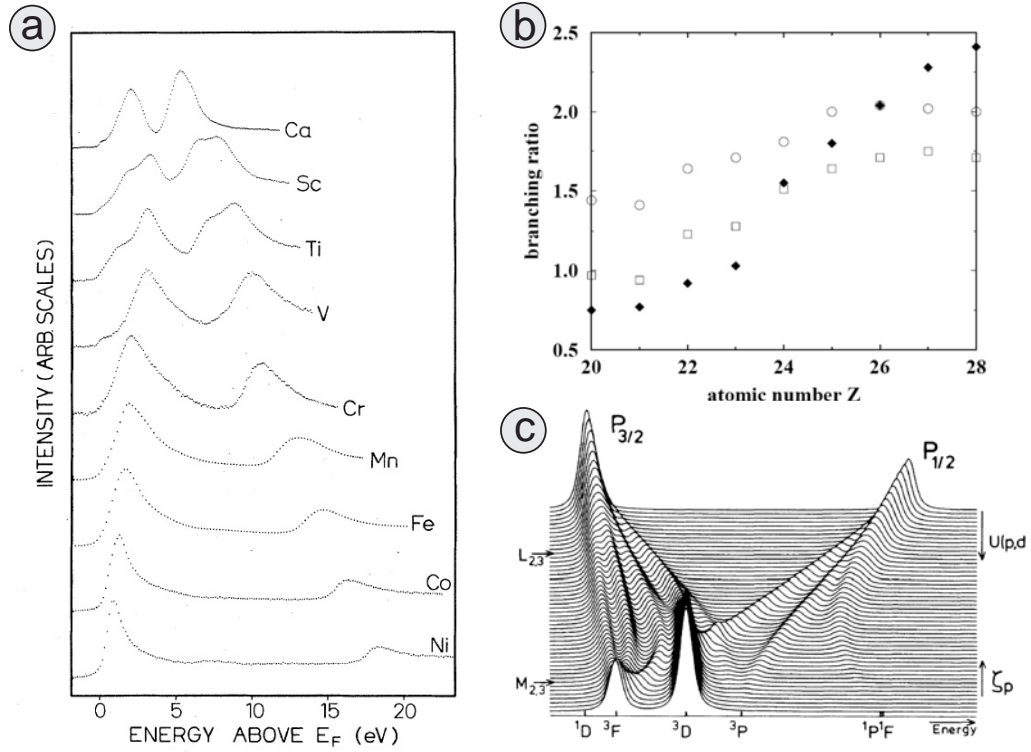 a
INTENSITY (ARB. SCALES)
Ca
Sc
Ti
V
Cr
Mn
Fe
Co
Ni
0 5 10 15 20
ENERGY ABOVE E_F (eV)
b
branching ratio
2.5
2.0
1.5
1.0
0.5
20 22 24 26 28
atomic number Z
c
P3/2
P1/2
L2,3
U(p,d
M2,3
ζp
¹D ³F ³D ³P ¹P¹F Energy